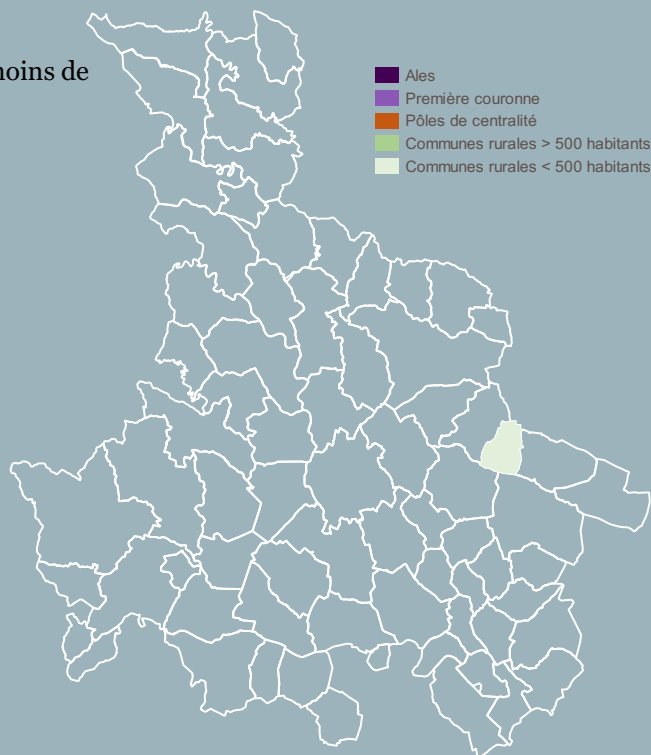 moins de
Ales
Première couronne
Pôles de centralité
Communes rurales > 500 habitants
Communes rurales < 500 habitants